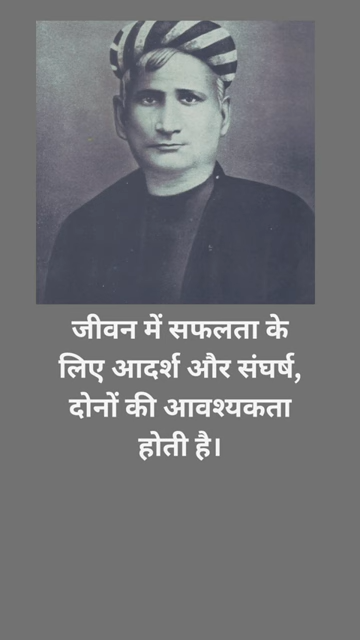 जीवन में सफलता के
लिए आदर्श और संघर्ष,
दोनों की आवश्यकता
होती है।